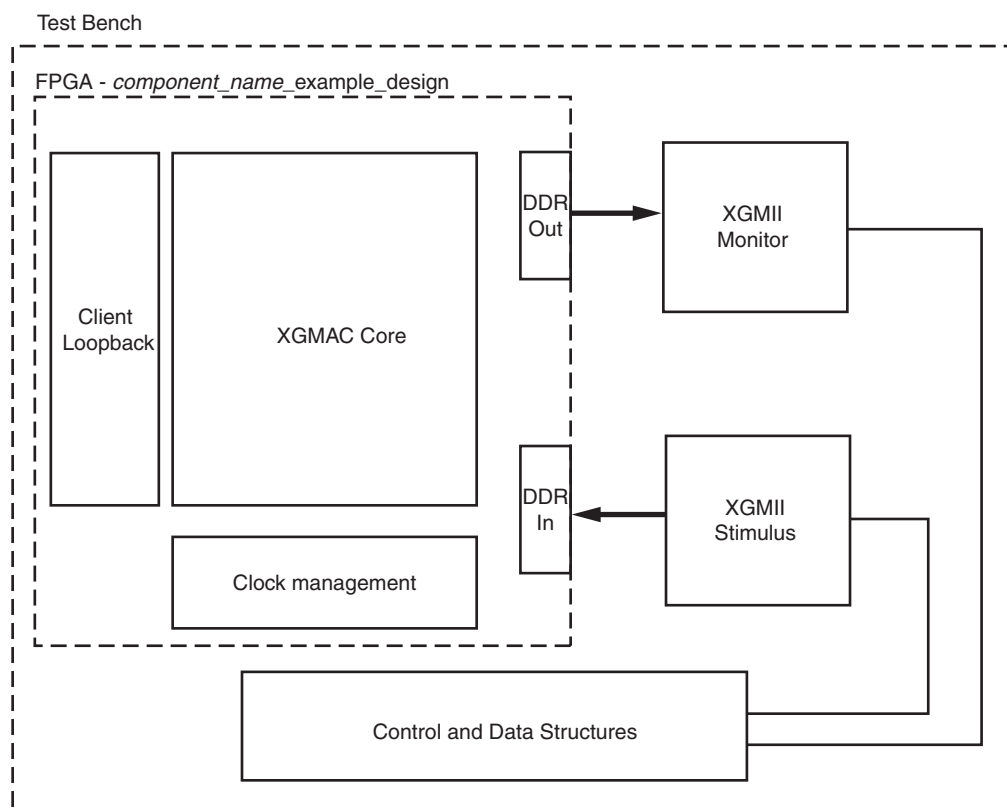 Test Bench
FPGA - component_name_example_design
Client
Loopback
XGMAC Core
DDR
Out
XGMII
Monitor
DDR
In
XGMII
Stimulus
Clock management
Control and Data Structures